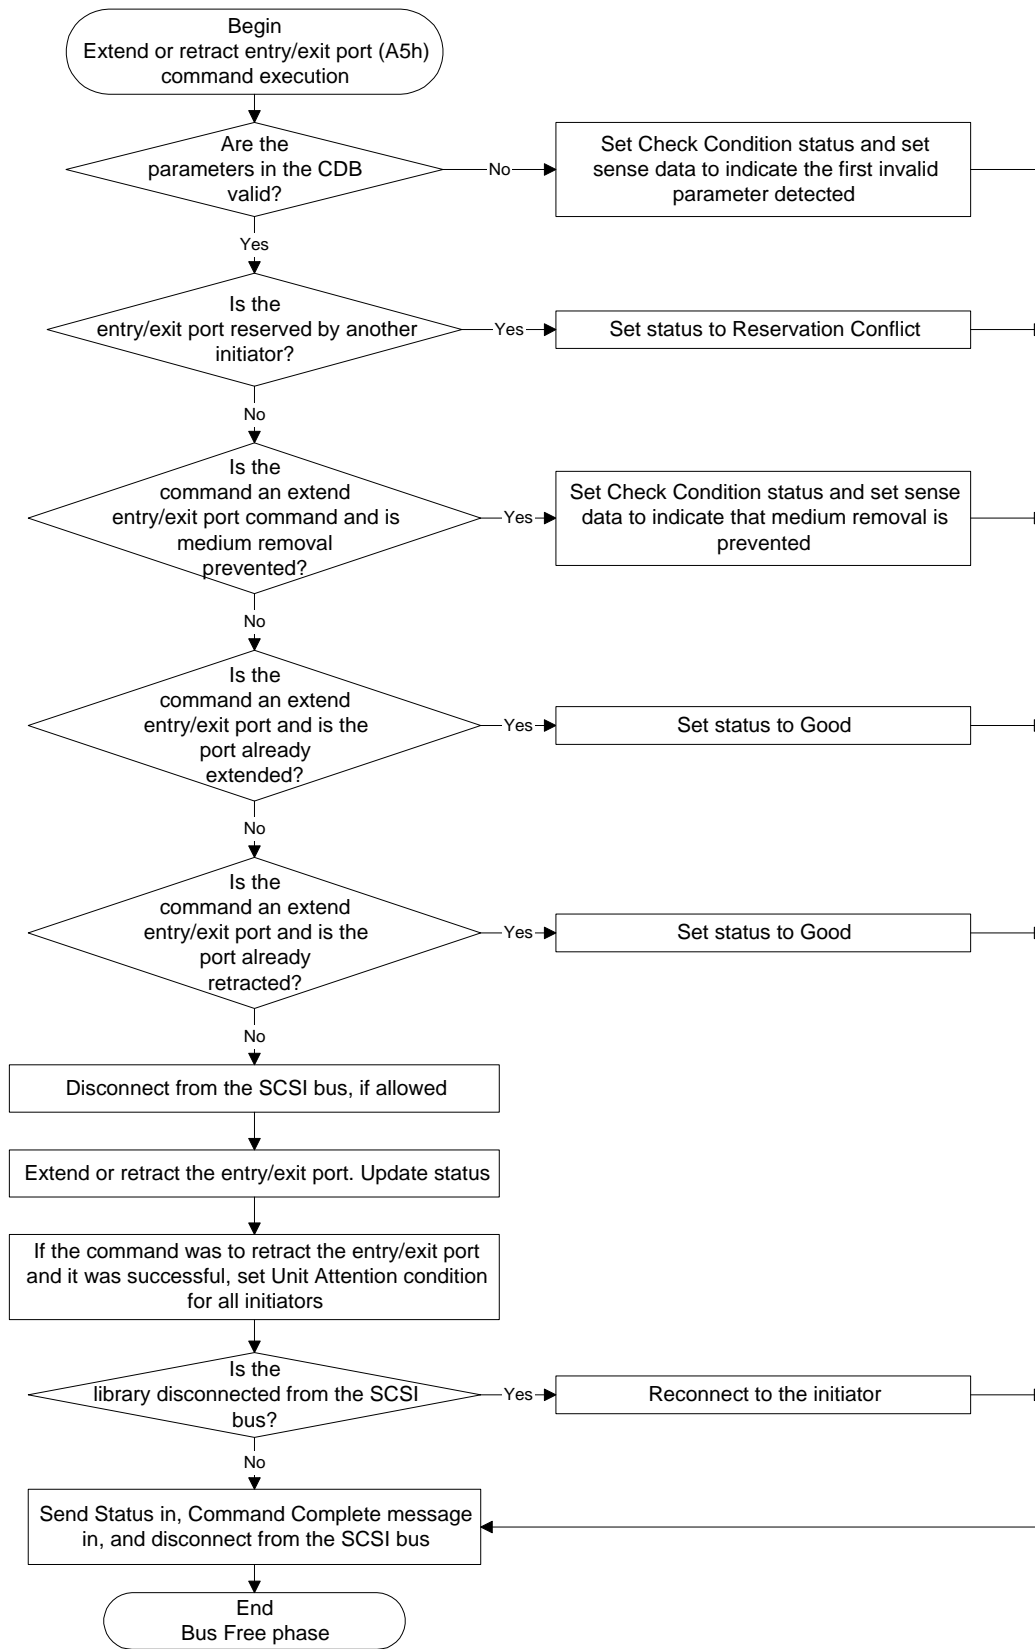 Begin
Extend or retract entry/exit port (A5h)
command execution
Are the
parameters in the CDB
valid?
No
Set Check Condition status and set
sense data to indicate the first invalid
parameter detected
Yes
Is the
entry/exit port reserved by another
initiator?
Yes
Set status to Reservation Conflict
No
Is the
command an extend
entry/exit port command and is
medium removal
prevented?
Yes
Set Check Condition status and set sense
data to indicate that medium removal is
prevented
No
Is the
command an extend
entry/exit port and is the
port already
extended?
Yes
Set status to Good
No
Is the
command an extend
entry/exit port and is the
port already
retracted?
Yes
Set status to Good
No
Disconnect from the SCSI bus, if allowed
Extend or retract the entry/exit port. Update status
If the command was to retract the entry/exit port
and it was successful, set Unit Attention condition
for all initiators
Is the
library disconnected from the SCSI
bus?
Yes
Reconnect to the initiator
No
Send Status in, Command Complete message
in, and disconnect from the SCSI bus
End
Bus Free phase